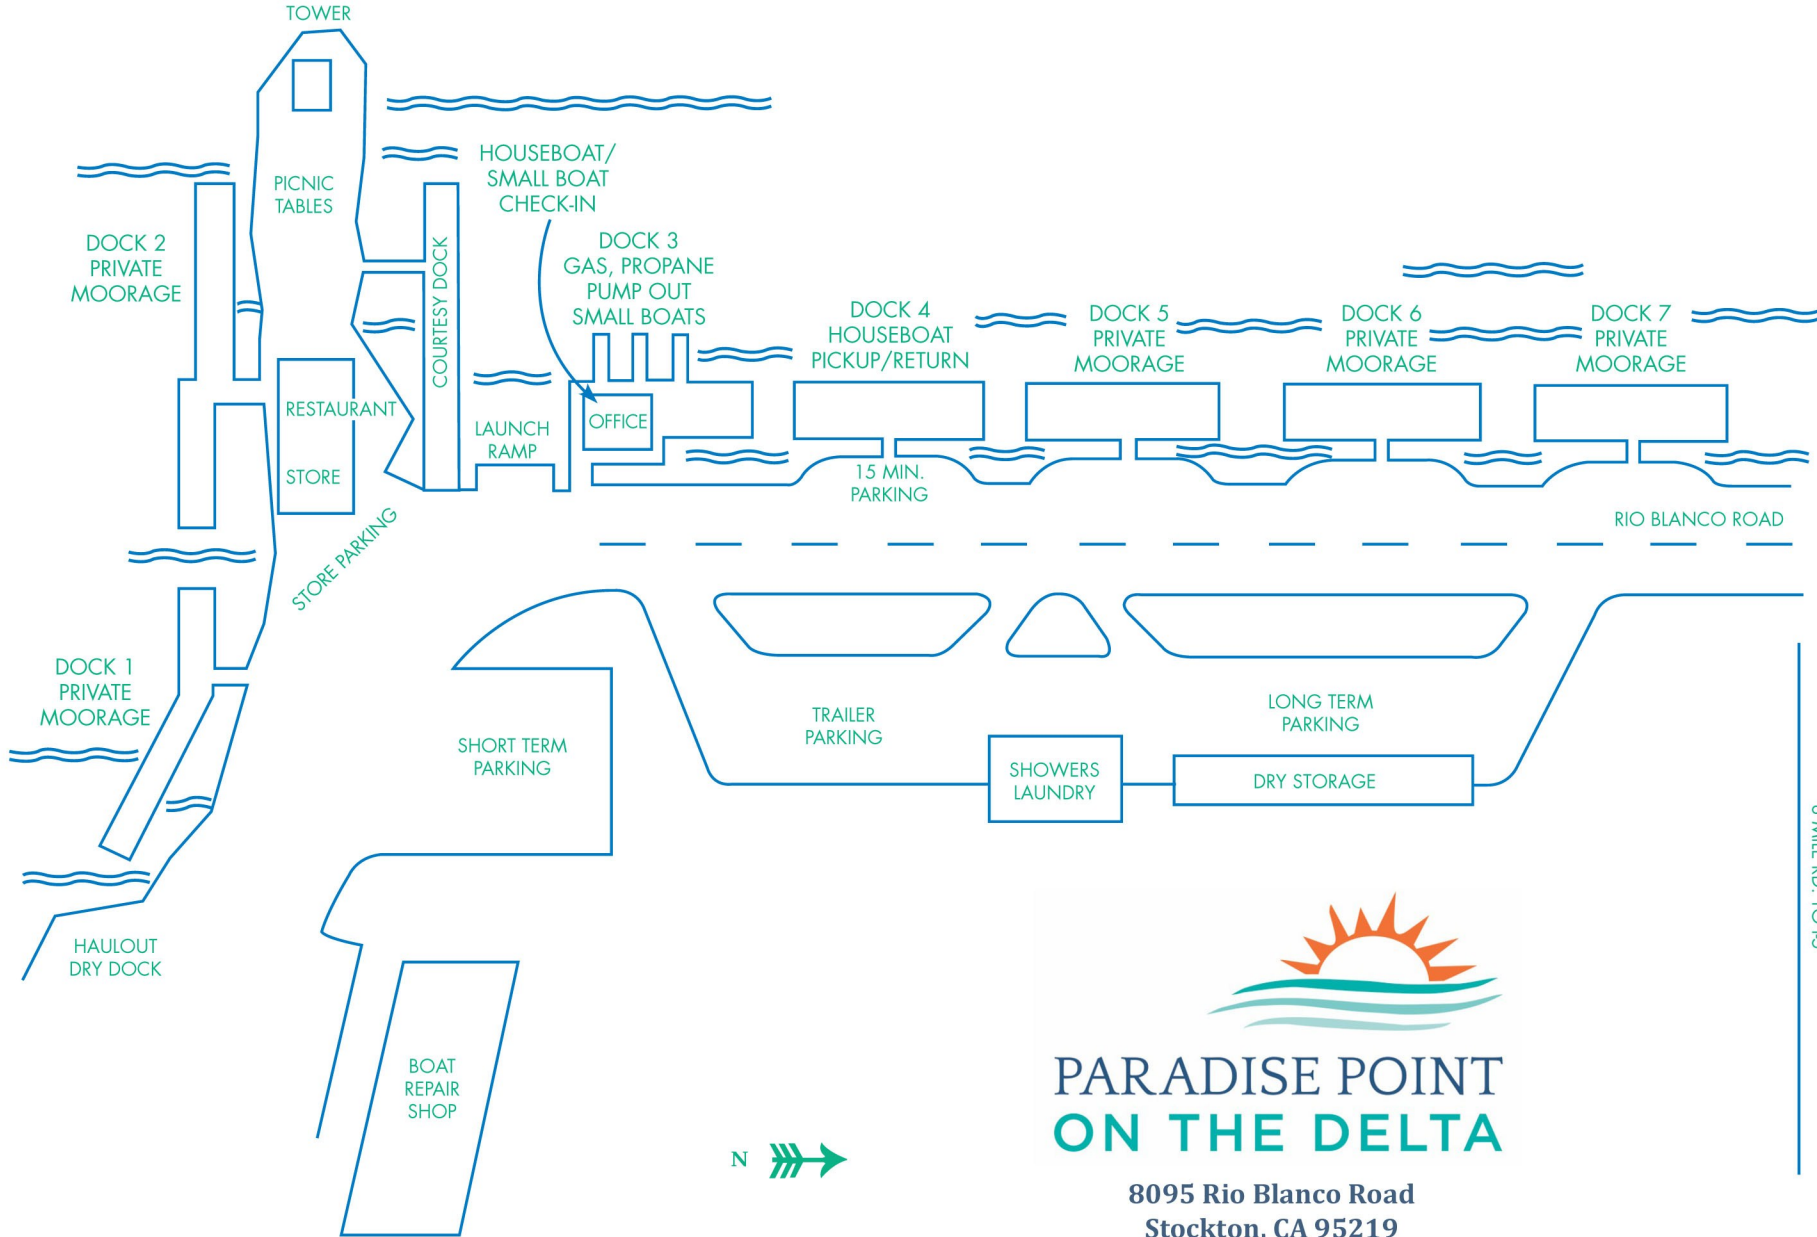 TOWER
PICNIC
TABLES
HOUSEBOAT/
SMALL BOAT
CHECK-IN
DOCK 2
PRIVATE
MOORAGE
COURTESY DOCK
DOCK 3
GAS, PROPANE
PUMP OUT
SMALL BOATS
DOCK 4
HOUSEBOAT
PICKUP/RETURN
DOCK 5
PRIVATE
MOORAGE
DOCK 6
PRIVATE
MOORAGE
DOCK 7
PRIVATE
MOORAGE
RESTAURANT
STORE
LAUNCH
RAMP
OFFICE
15 MIN.
PARKING
RIO BLANCO ROAD
STORE PARKING
DOCK 1
PRIVATE
MOORAGE
SHORT TERM
PARKING
TRAILER
PARKING
LONG TERM
PARKING
SHOWERS
LAUNDRY
DRY STORAGE
HAULOUT
DRY DOCK
BOAT
REPAIR
SHOP
N
PARADISE POINT
ON THE DELTA
8095 Rio Blanco Road
Stockton, CA 95219